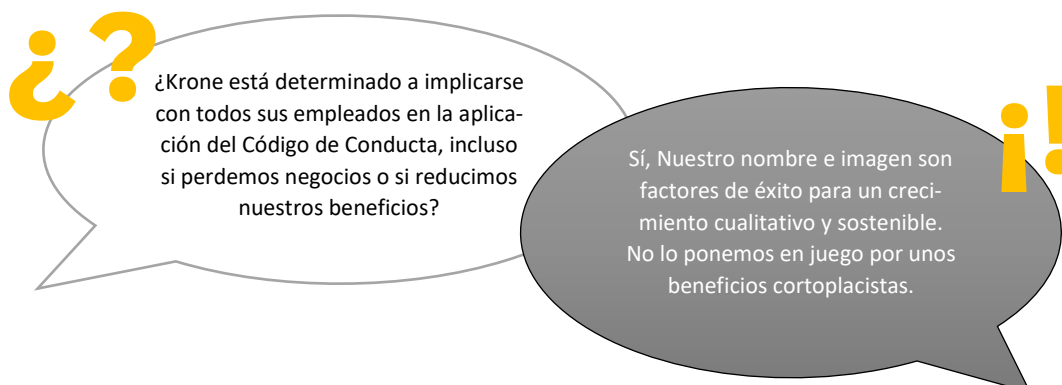 ¿?
¿Krone está determinado a implicarse
con todos sus empleados en la aplica-
ción del Código de Conducta, incluso
si perdemos negocios o si reducimos
nuestros beneficios?
¡!
Sí, Nuestro nombre e imagen son
factores de éxito para un creci-
miento cualitativo y sostenible.
No lo ponemos en juego por unos
beneficios cortoplacistas.